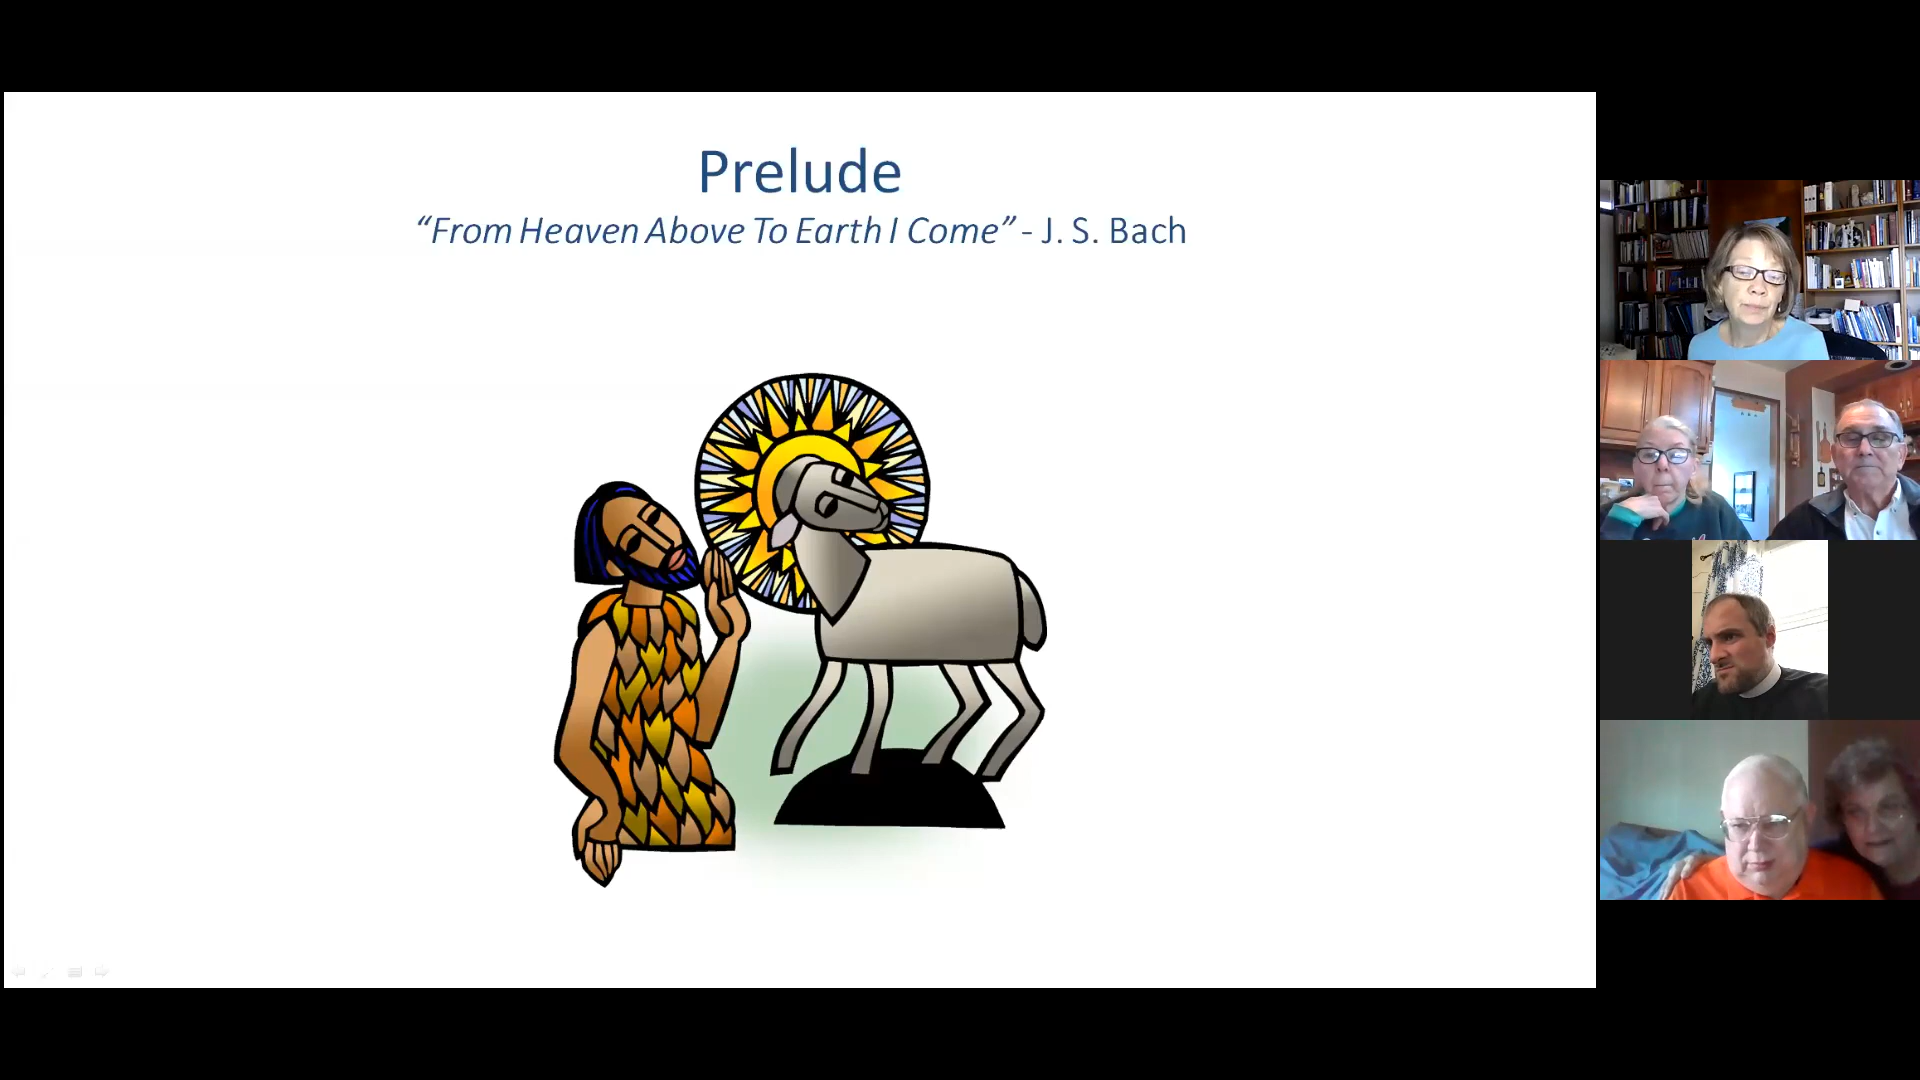 Prelude
“From Heaven Above To Earth I Come” - J. S. Bach